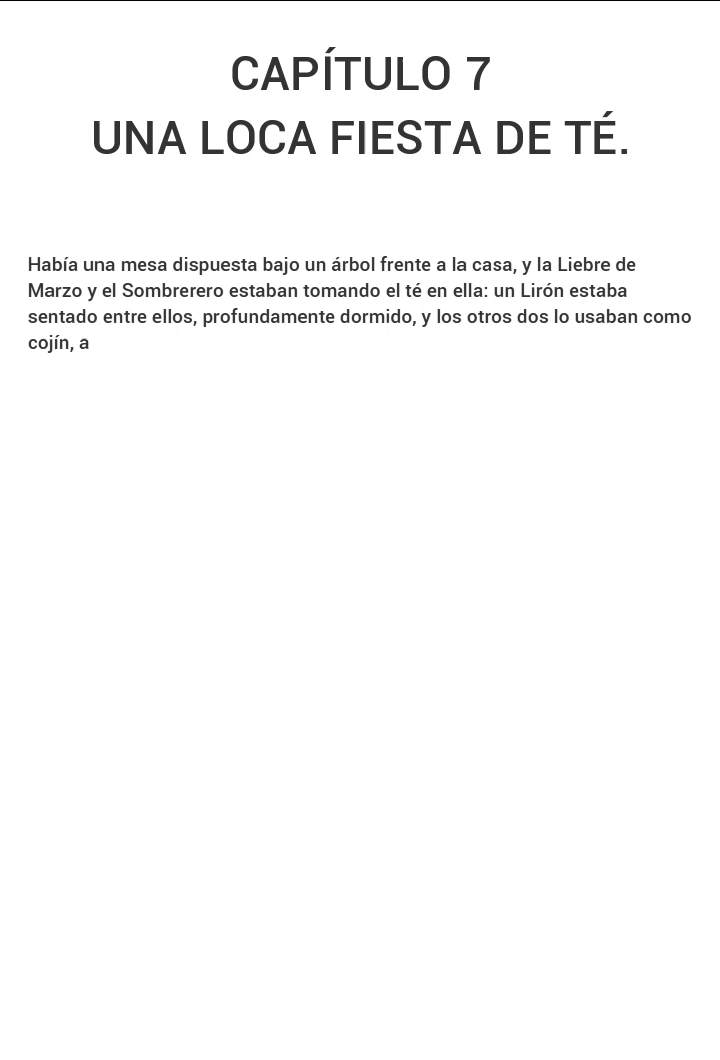 CAPÍTULO 7
UNA LOCA FIESTA DE TÉ.
Había una mesa dispuesta bajo un árbol frente a la casa, y la Liebre de
Marzo y el Sombrerero estaban tomando el té en ella: un Lirón estaba
sentado entre ellos, profundamente dormido, y los otros dos lo usaban como
cojín, a